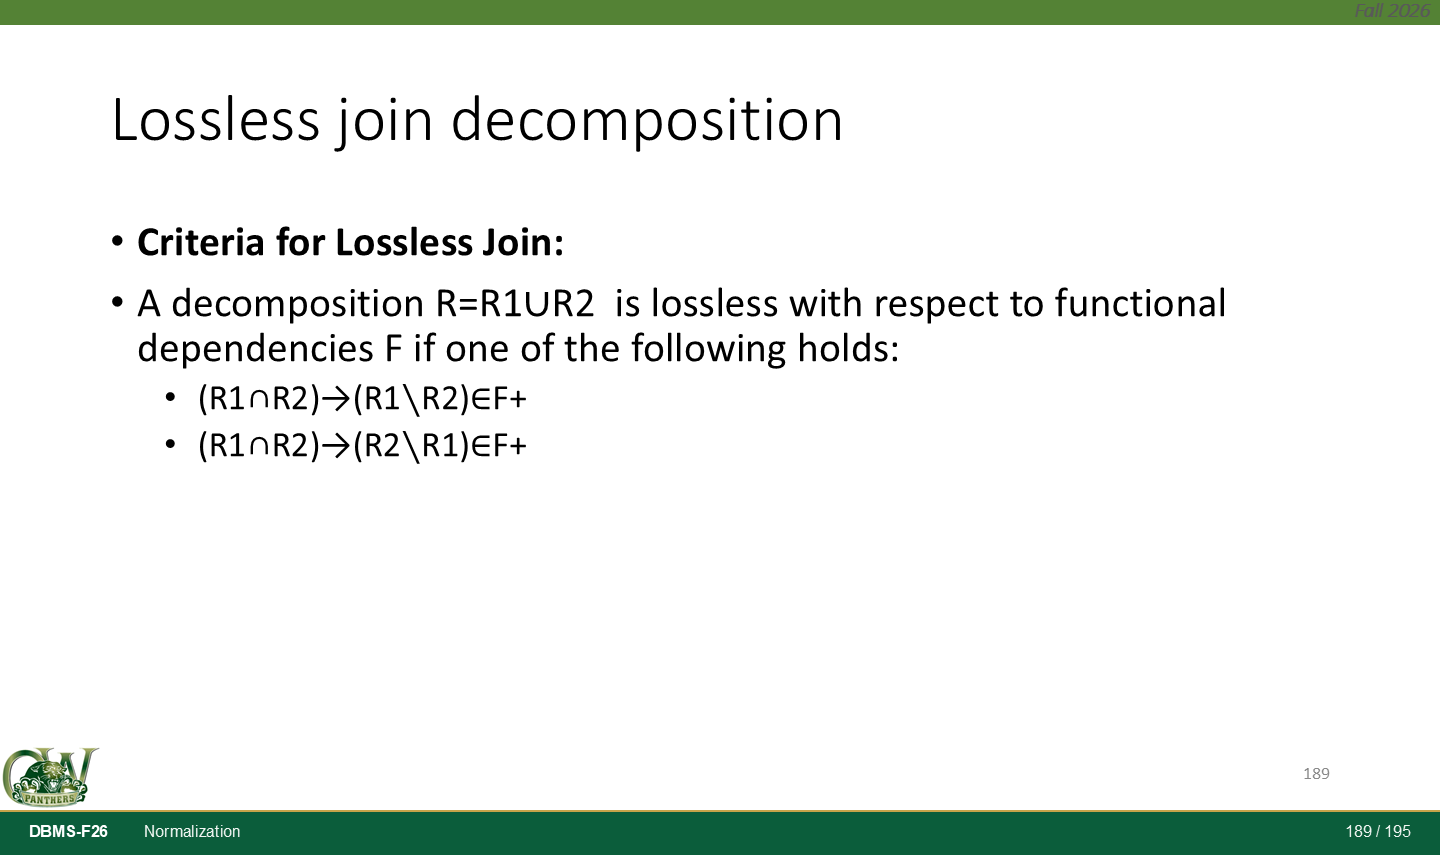 Fall 2026
Lossless join decomposition
• Criteria for Lossless Join:
• A decomposition R=R1∪R2 is lossless with respect to functional
dependencies F if one of the following holds:
• (R1∩R2)→(R1∖R2)∈F+
• (R1∩R2)→(R2∖R1)∈F+
OW
PANTHERS
189
DBMS-F26 Normalization 189 / 195